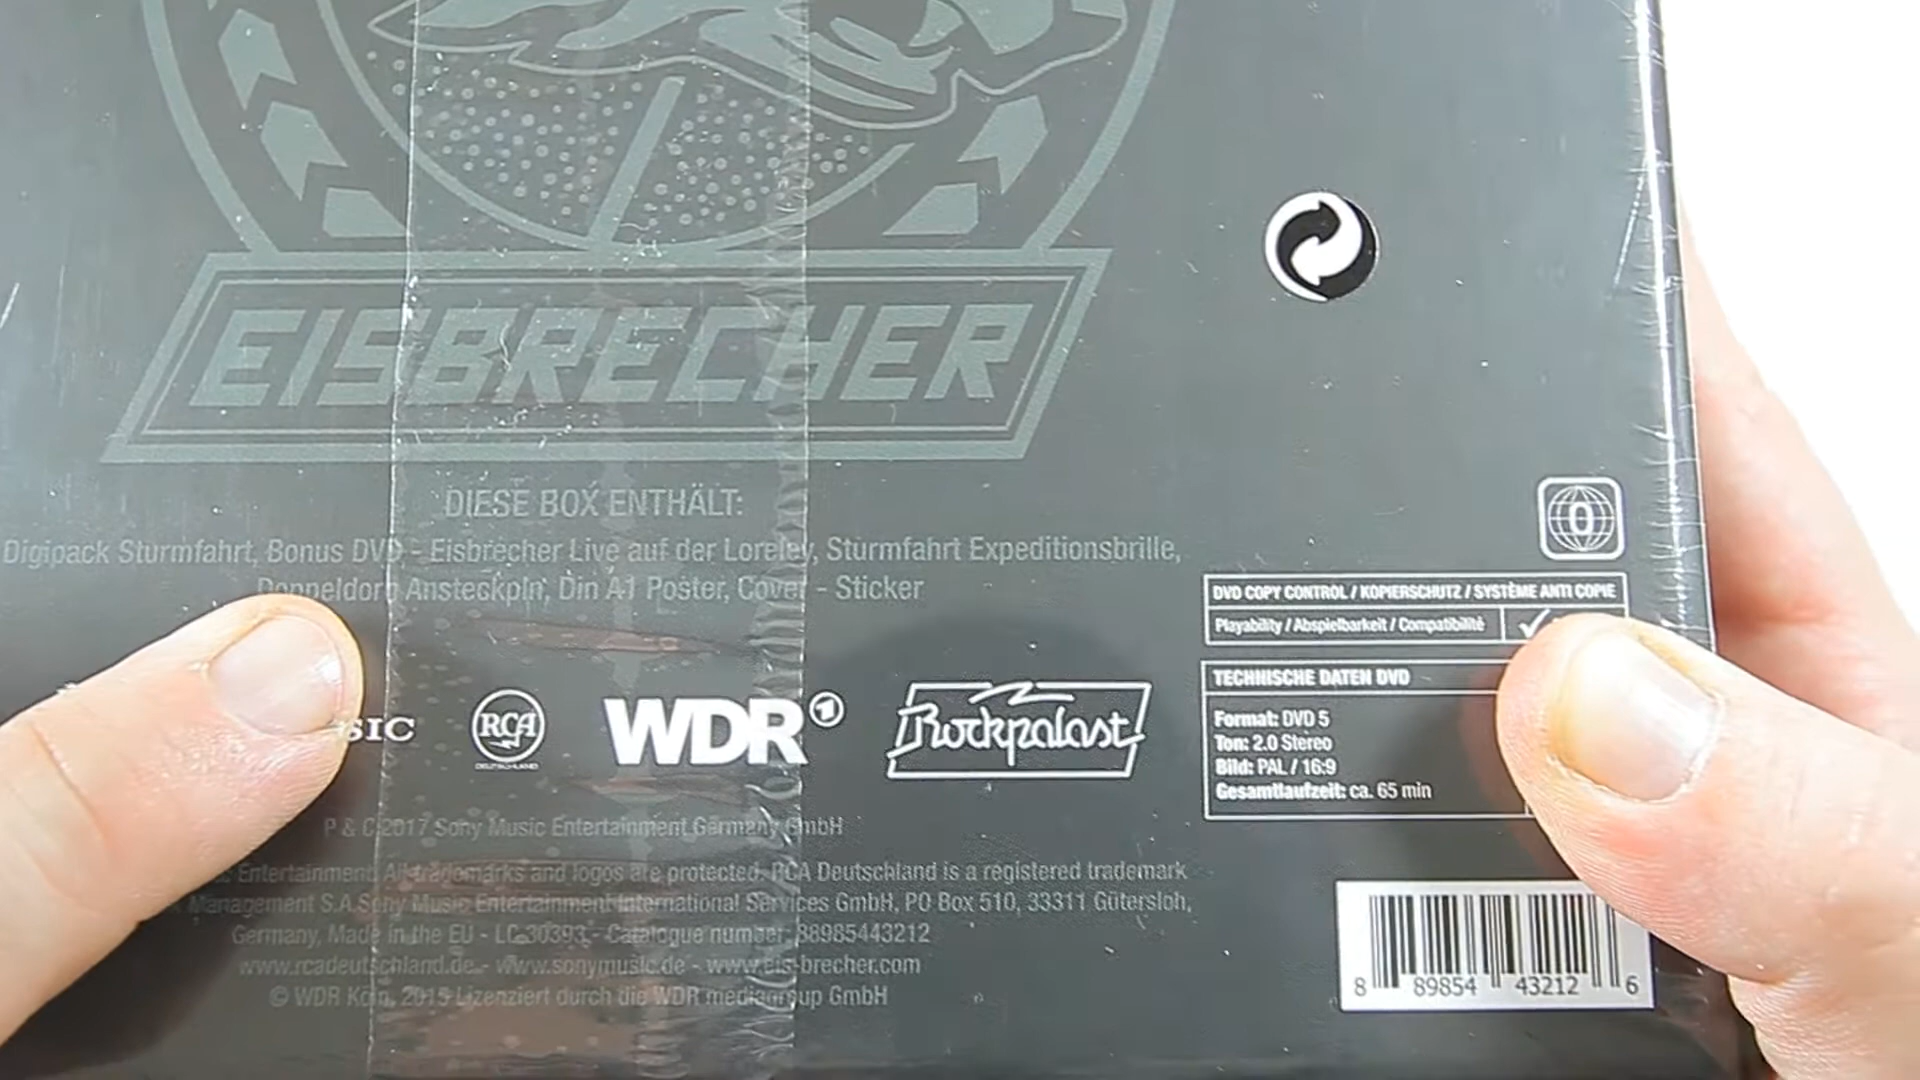 EISBRECHER
DIESE BOX ENTHÄLT:
Digipack Sturmfahrt, Bonus DVD - Eisbrecher Live auf der Loreley, Sturmfahrt Expeditionsbrille,
Doppeldorn Ansteckpin, Din A1 Poster, Cover - Sticker
0
DVD COPY CONTROL / KOPIERSCHUTZ / SYSTÈME ANTI COPIE
Playability / Abspielbarkeit / Compatibilité
TECHNISCHE DATEN DVD
Format: DVD 5
Ton: 2.0 Stereo
Bild: PAL / 16:9
Gesamtlaufzeit: ca. 65 min
SIC
RCA
DEUTSCHLAND
WDR 1
Rockpalast
P & C 2017 Sony Music Entertainment Germany GmbH
Entertainment All trademarks and logos are protected. RCA Deutschland is a registered trademark
Management S.A.Sony Music Entertainment International Services GmbH, PO Box 510, 33311 Gütersloh,
Germany, Made in the EU - LC 30393 - Catalogue number: 88985443212
www.rcadeutschland.de - www.sonymusic.de - www.eis-brecher.com
© WDR Köln, 2015 Lizenziert durch die WDR mediagroup GmbH
8 89854 43212 6